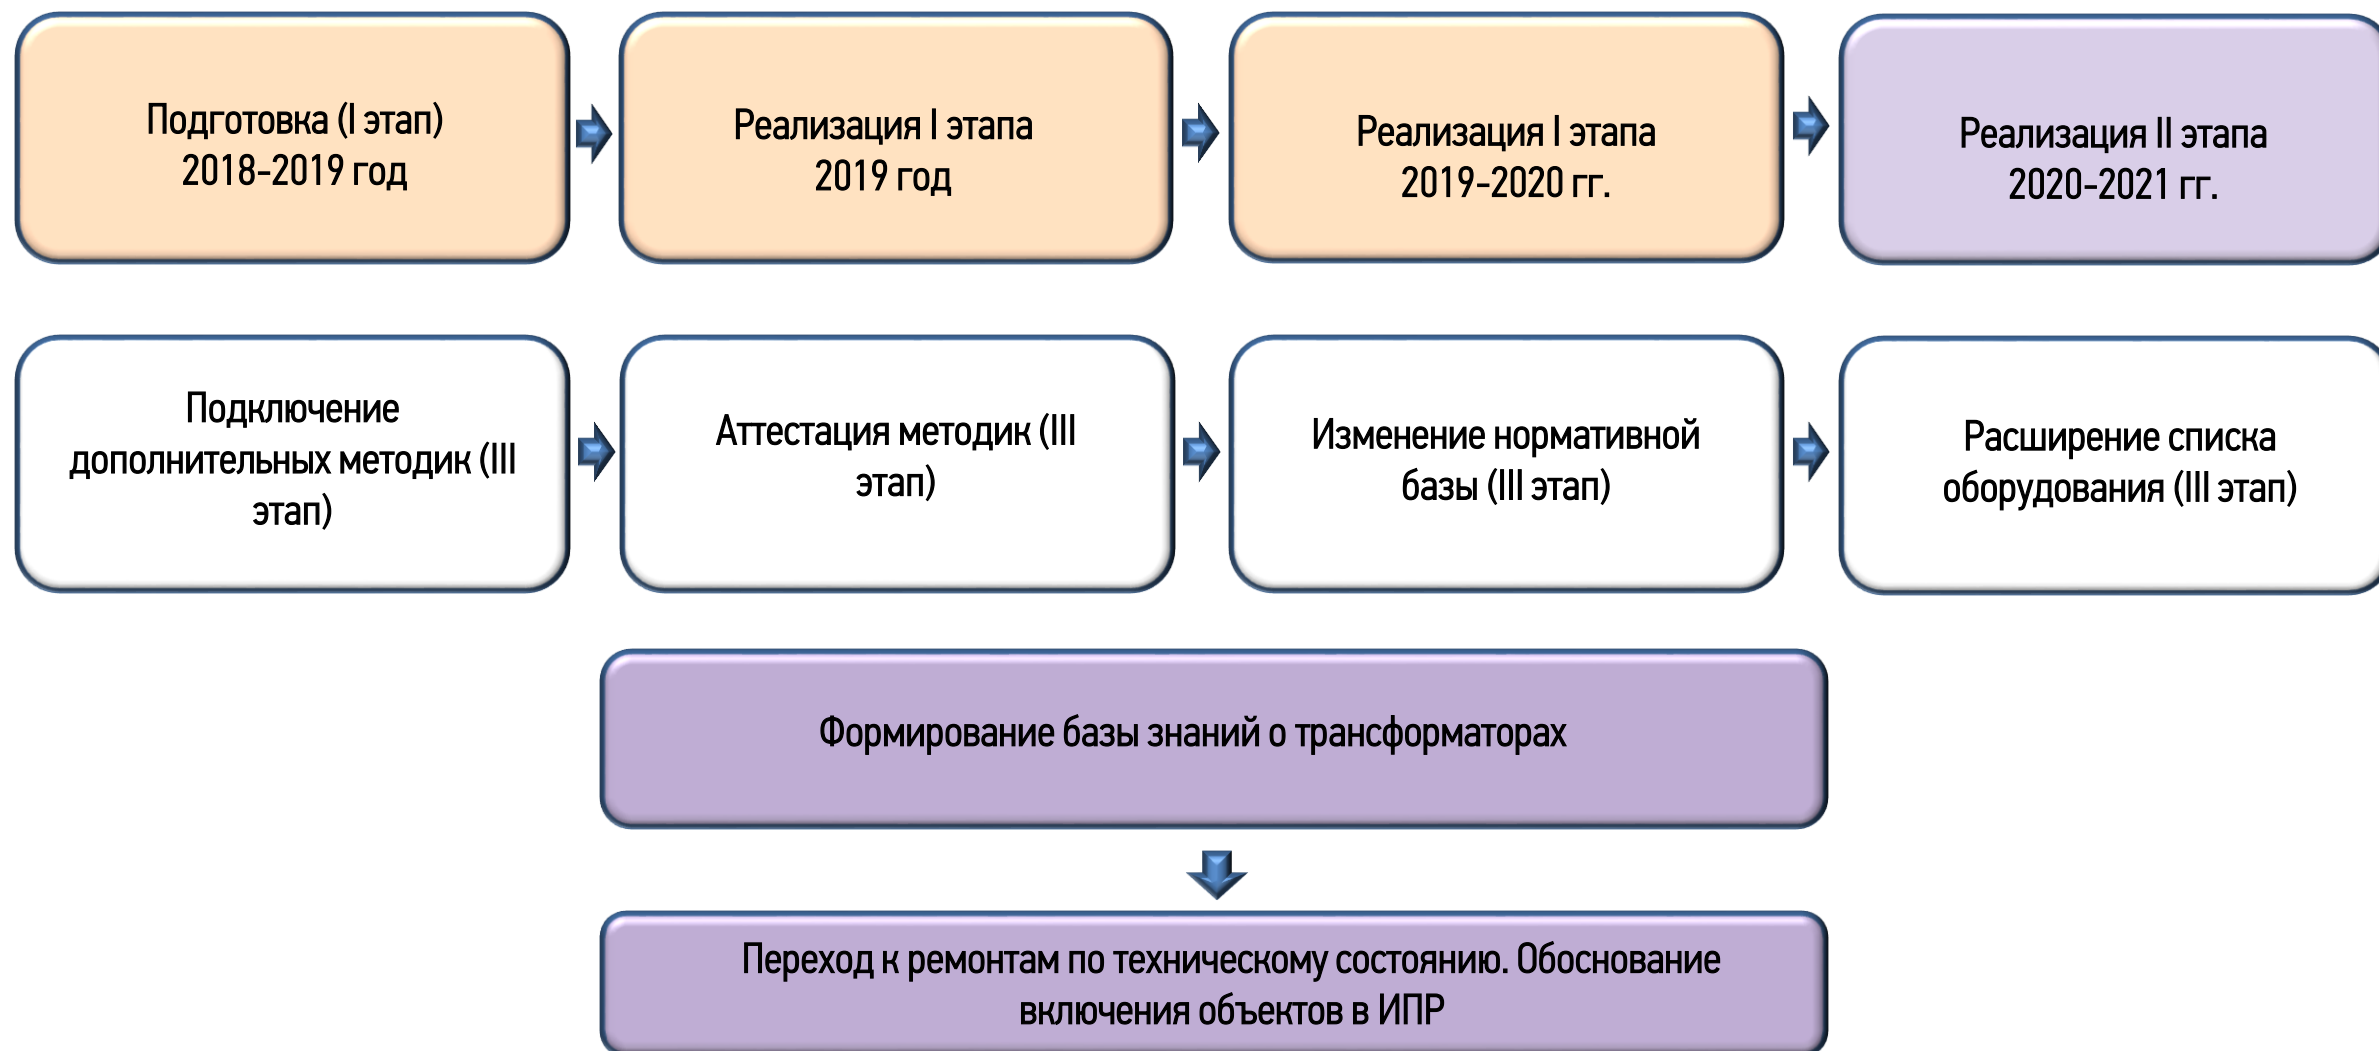 Подготовка (I этап)
2018-2019 год
Реализация I этапа
2019 год
Реализация I этапа
2019-2020 гг.
Реализация II этапа
2020-2021 гг.
Подключение
дополнительных методик (III
этап)
Аттестация методик (III
этап)
Изменение нормативной
базы (III этап)
Расширение списка
оборудования (III этап)
Формирование базы знаний о трансформаторах
Переход к ремонтам по техническому состоянию. Обоснование
включения объектов в ИПР